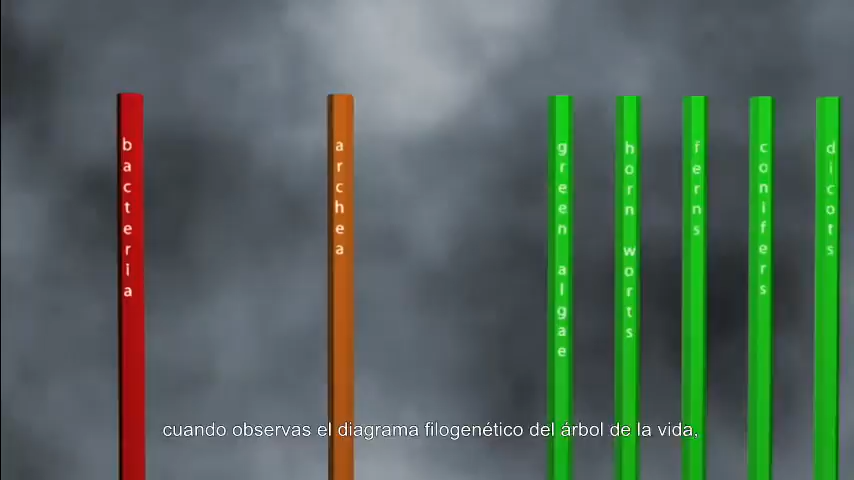 bacteria
archea
green algae
horn worts
ferns
conifers
dicots
cuando observas el diagrama filogenético del árbol de la vida,